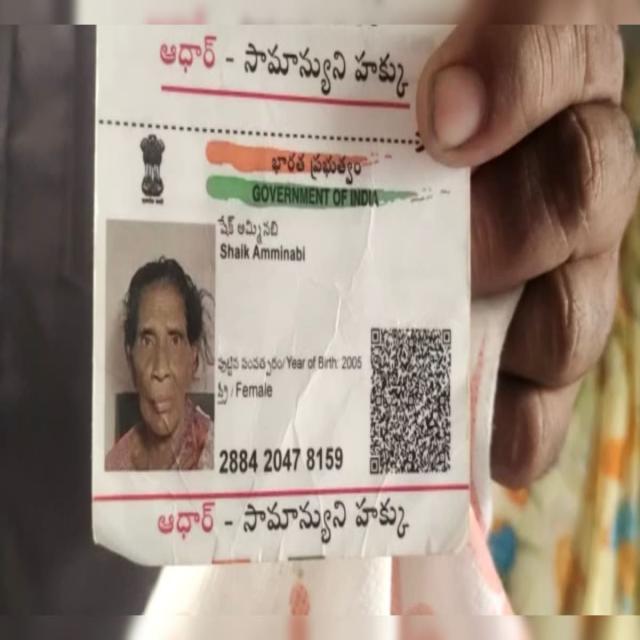 ఆధార్ - సామాన్యుని హక్కు
భారత ప్రభుత్వం
GOVERNMENT OF INDIA
షేక్ అమ్మినబి
Shaik Amminabi
పుట్టిన సంవత్సరం/Year of Birth: 2005
స్త్రీ / Female
2884 2047 8159
ఆధార్ - సామాన్యుని హక్కు